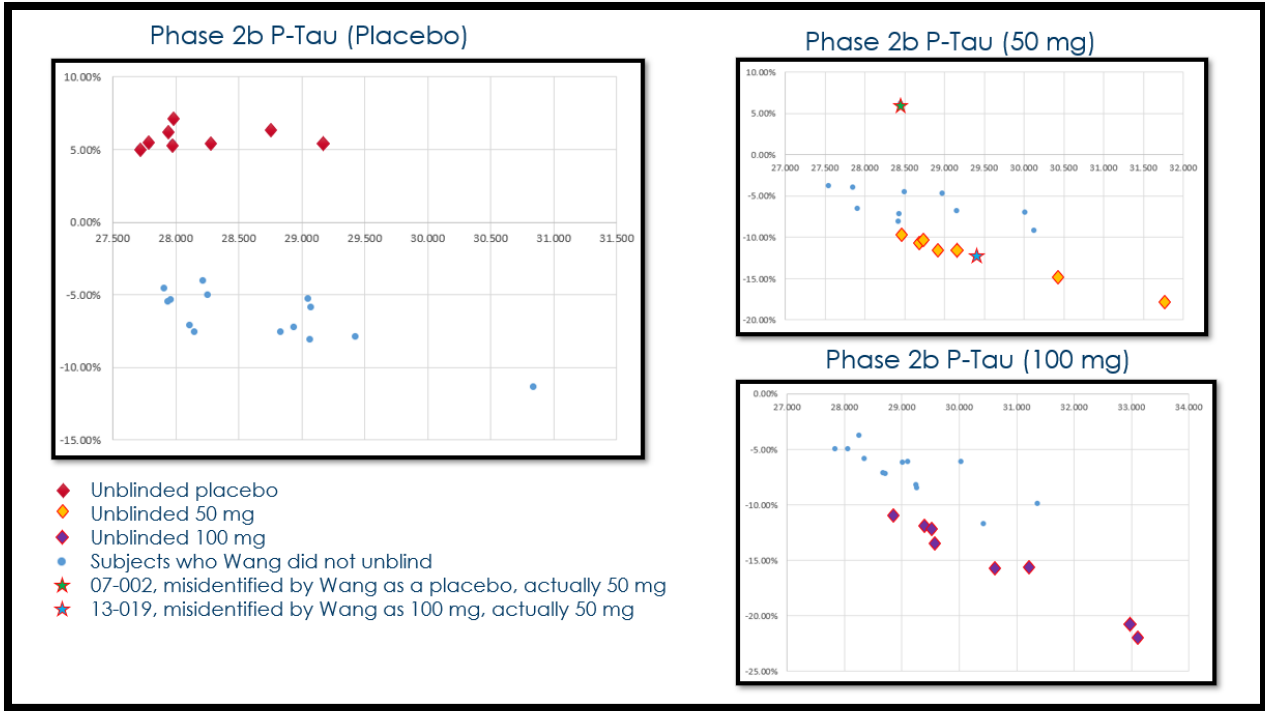 Phase 2b P-Tau (Placebo)
10.00%
5.00%
0.00%
27.500 28.000 28.500 29.000 29.500 30.000 30.500 31.000 31.500
-5.00%
-10.00%
-15.00%
Unblinded placebo
Unblinded 50 mg
Unblinded 100 mg
Subjects who Wang did not unblind
07-002, misidentified by Wang as a placebo, actually 50 mg
13-019, misidentified by Wang as 100 mg, actually 50 mg
Phase 2b P-Tau (50 mg)
10.00%
5.00%
0.00%
27.000 27.500 28.000 28.500 29.000 29.500 30.000 30.500 31.000 31.500 32.000
-5.00%
-10.00%
-15.00%
-20.00%
Phase 2b P-Tau (100 mg)
0.00%
27.000 28.000 29.000 30.000 31.000 32.000 33.000 34.000
-5.00%
-10.00%
-15.00%
-20.00%
-25.00%